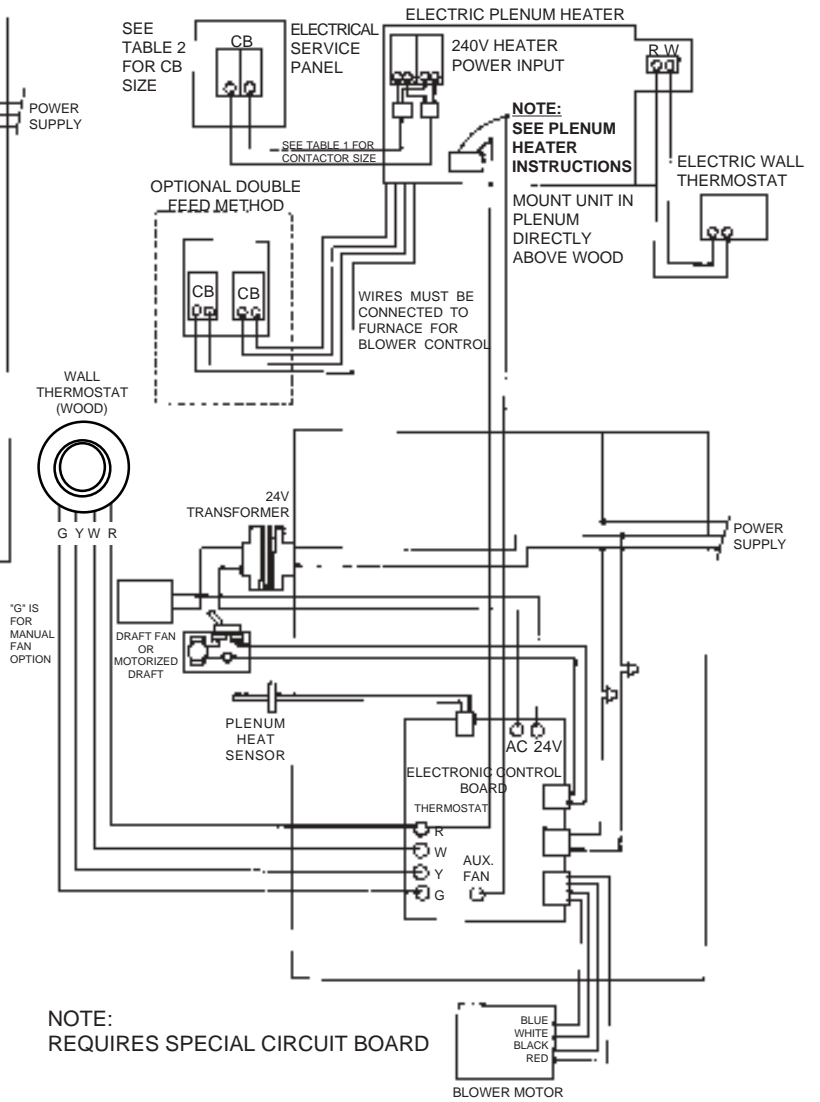 ELECTRIC PLENUM HEATER
SEE
TABLE 2
FOR CB
SIZE
CB
ELECTRICAL
SERVICE
PANEL
240V HEATER
POWER INPUT
R W
POWER
SUPPLY
NOTE:
SEE PLENUM
HEATER
INSTRUCTIONS
SEE TABLE 1 FOR
CONTACTOR SIZE
ELECTRIC WALL
THERMOSTAT
OPTIONAL DOUBLE
FEED METHOD
MOUNT UNIT IN
PLENUM
DIRECTLY
ABOVE WOOD
CB
CB
WIRES MUST BE
CONNECTED TO
FURNACE FOR
BLOWER CONTROL
WALL
THERMOSTAT
(WOOD)
24V
TRANSFORMER
G Y W R
POWER
SUPPLY
"G" IS
FOR
MANUAL
FAN
OPTION
DRAFT FAN
OR
MOTORIZED
DRAFT
PLENUM
HEAT
SENSOR
AC 24V
ELECTRONIC CONTROL
BOARD
THERMOSTAT
R
W
Y
G
AUX.
FAN
NOTE:
REQUIRES SPECIAL CIRCUIT BOARD
BLUE
WHITE
BLACK
RED
BLOWER MOTOR